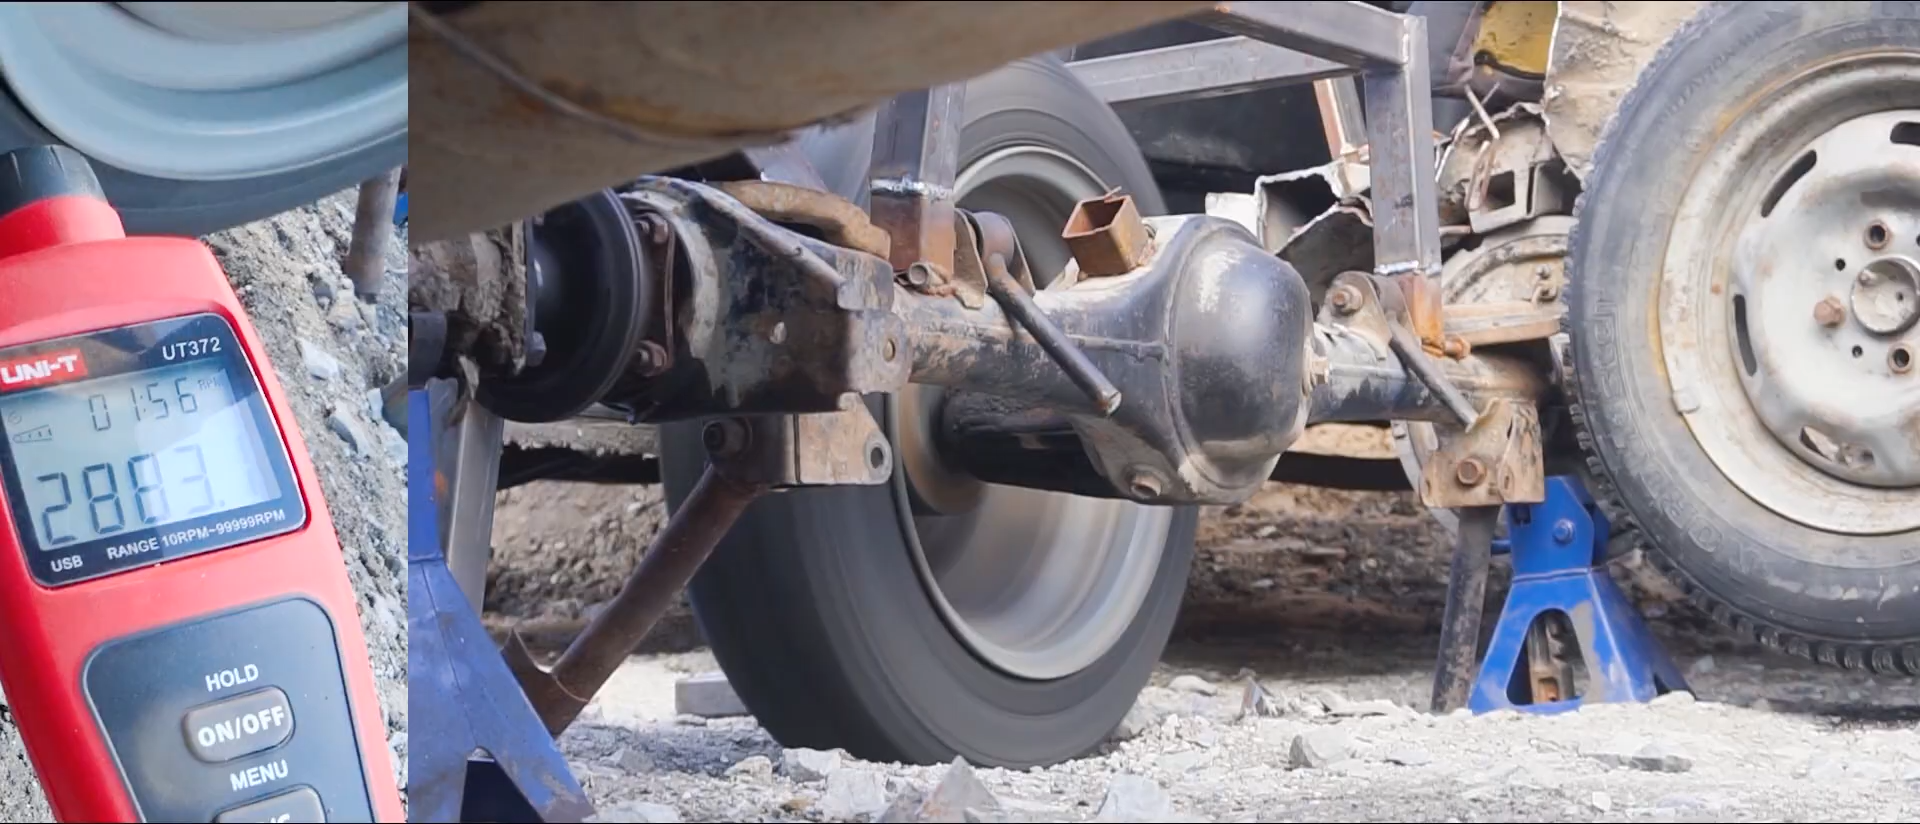 UNI-T
UT372
01:56 RPM
2883.
USB RANGE 10RPM~99999RPM
HOLD
ON/OFF
MENU